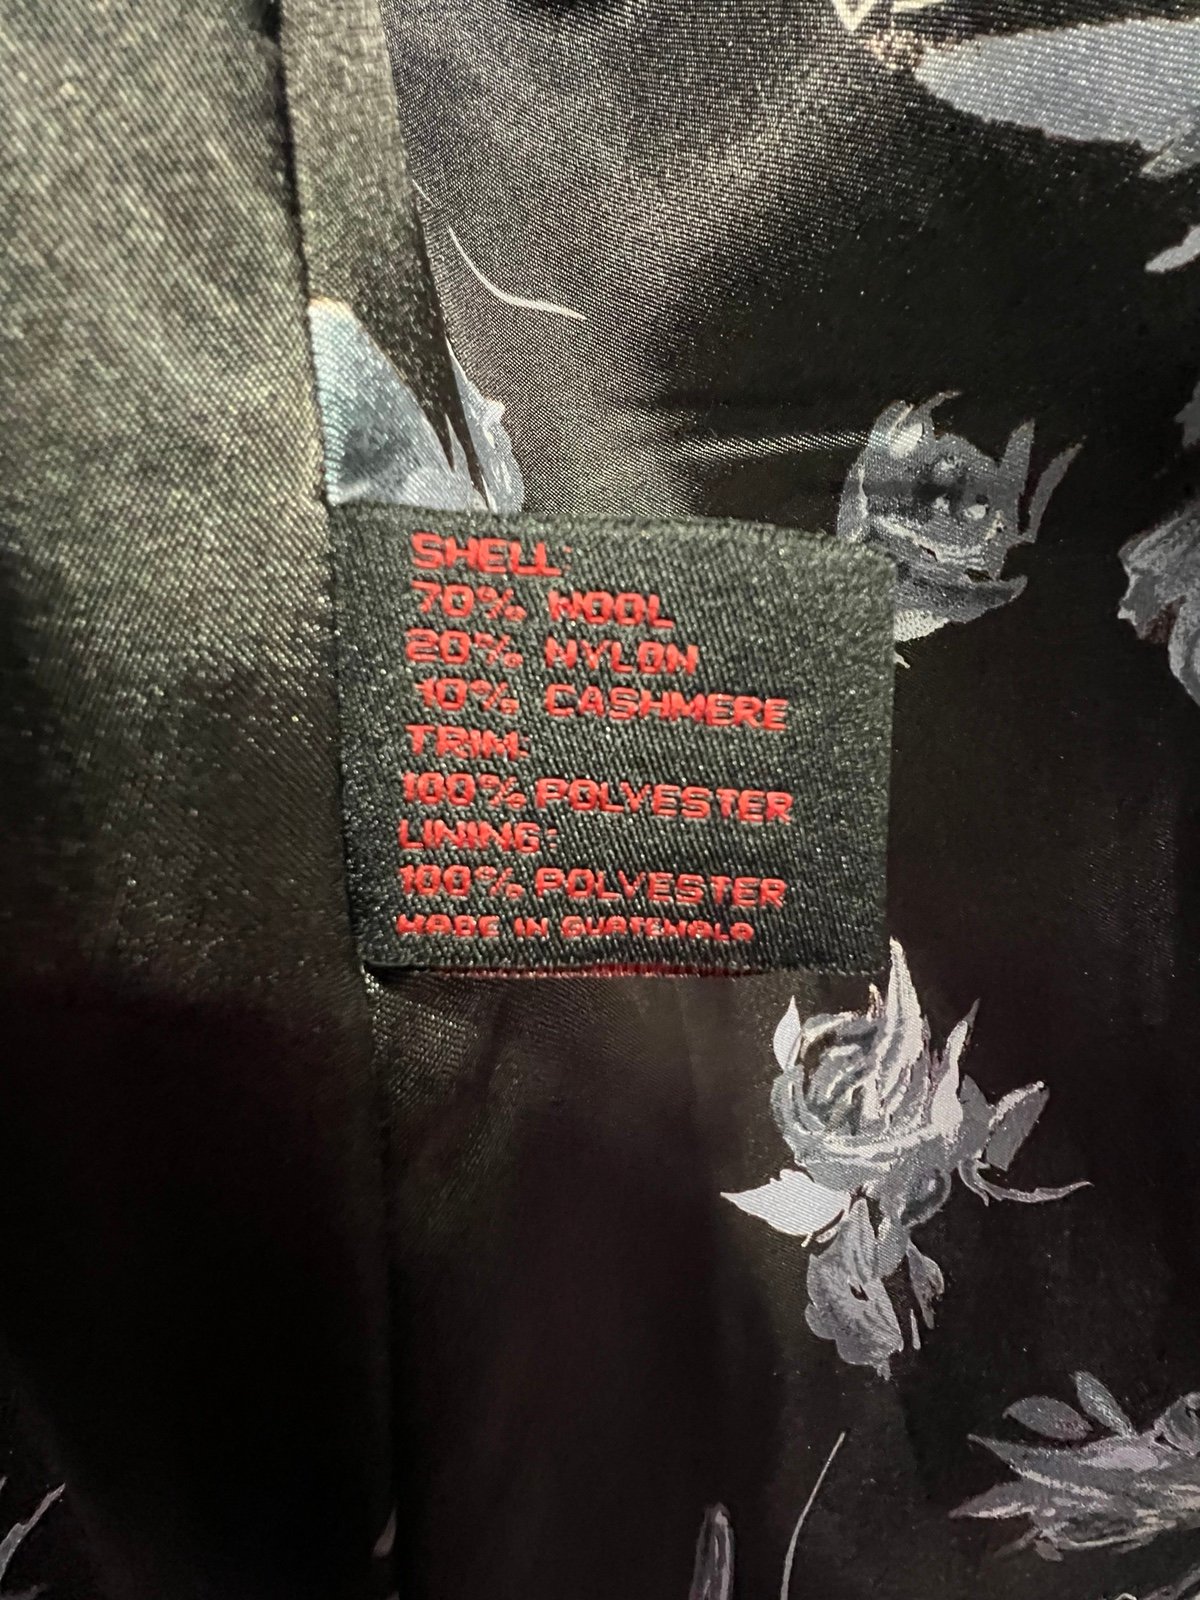 SHELL:
70% WOOL
20% NYLON
10% CASHMERE
TRIM:
100% POLYESTER
LINING:
100% POLYESTER
MADE IN GUATEMALA